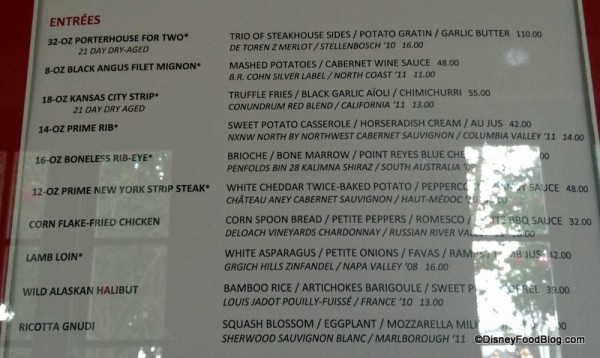 ENTRÉES
32-OZ PORTERHOUSE FOR TWO* TRIO OF STEAKHOUSE SIDES / POTATO GRATIN / GARLIC BUTTER 110.00
21 DAY DRY-AGED DE TOREN Z MERLOT / STELLENBOSCH '10 16.00
8-OZ BLACK ANGUS FILET MIGNON* MASHED POTATOES / CABERNET WINE SAUCE 48.00
B.R. COHN SILVER LABEL / NORTH COAST '11 11.00
18-OZ KANSAS CITY STRIP* TRUFFLE FRIES / BLACK GARLIC AÏOLI / CHIMICHURRI 55.00
21 DAY DRY-AGED CONUNDRUM RED BLEND / CALIFORNIA '11 13.00
14-OZ PRIME RIB* SWEET POTATO CASSEROLE / HORSERADISH CREAM / AU JUS 42.00
NXNW NORTH BY NORTHWEST CABERNET SAUVIGNON / COLUMBIA VALLEY '11 14.00
16-OZ BONELESS RIB-EYE* BRIOCHE / BONE MARROW / POINT REYES BLUE
PENFOLDS BIN 28 KALIMNA SHIRAZ / SOUTH AUSTRALIA
12-OZ PRIME NEW YORK STRIP STEAK* WHITE CHEDDAR TWICE-BAKED POTATO / SAUCE 48.00
CHÂTEAU ANEY CABERNET SAUVIGNON / HAUT-MÉDOC
CORN FLAKE-FRIED CHICKEN CORN SPOON BREAD / PETITE PEPPERS / ROMESCO / BBQ SAUCE 32.00
DELOACH VINEYARDS CHARDONNAY / RUSSIAN RIVER VALLEY
LAMB LOIN* WHITE ASPARAGUS / PETITE ONIONS / FAVAS / JUS 42.00
GRGICH HILLS ZINFANDEL / NAPA VALLEY '08 16.00
WILD ALASKAN HALIBUT BAMBOO RICE / ARTICHOKES BARIGOULE / SWEET 39.00
LOUIS JADOT POUILLY-FUISSÉ / FRANCE '10 13.00
RICOTTA GNUDI SQUASH BLOSSOM / EGGPLANT / MOZZARELLA
SHERWOOD SAUVIGNON BLANC / MARLBOROUGH '11
©DisneyFoodBlog.com